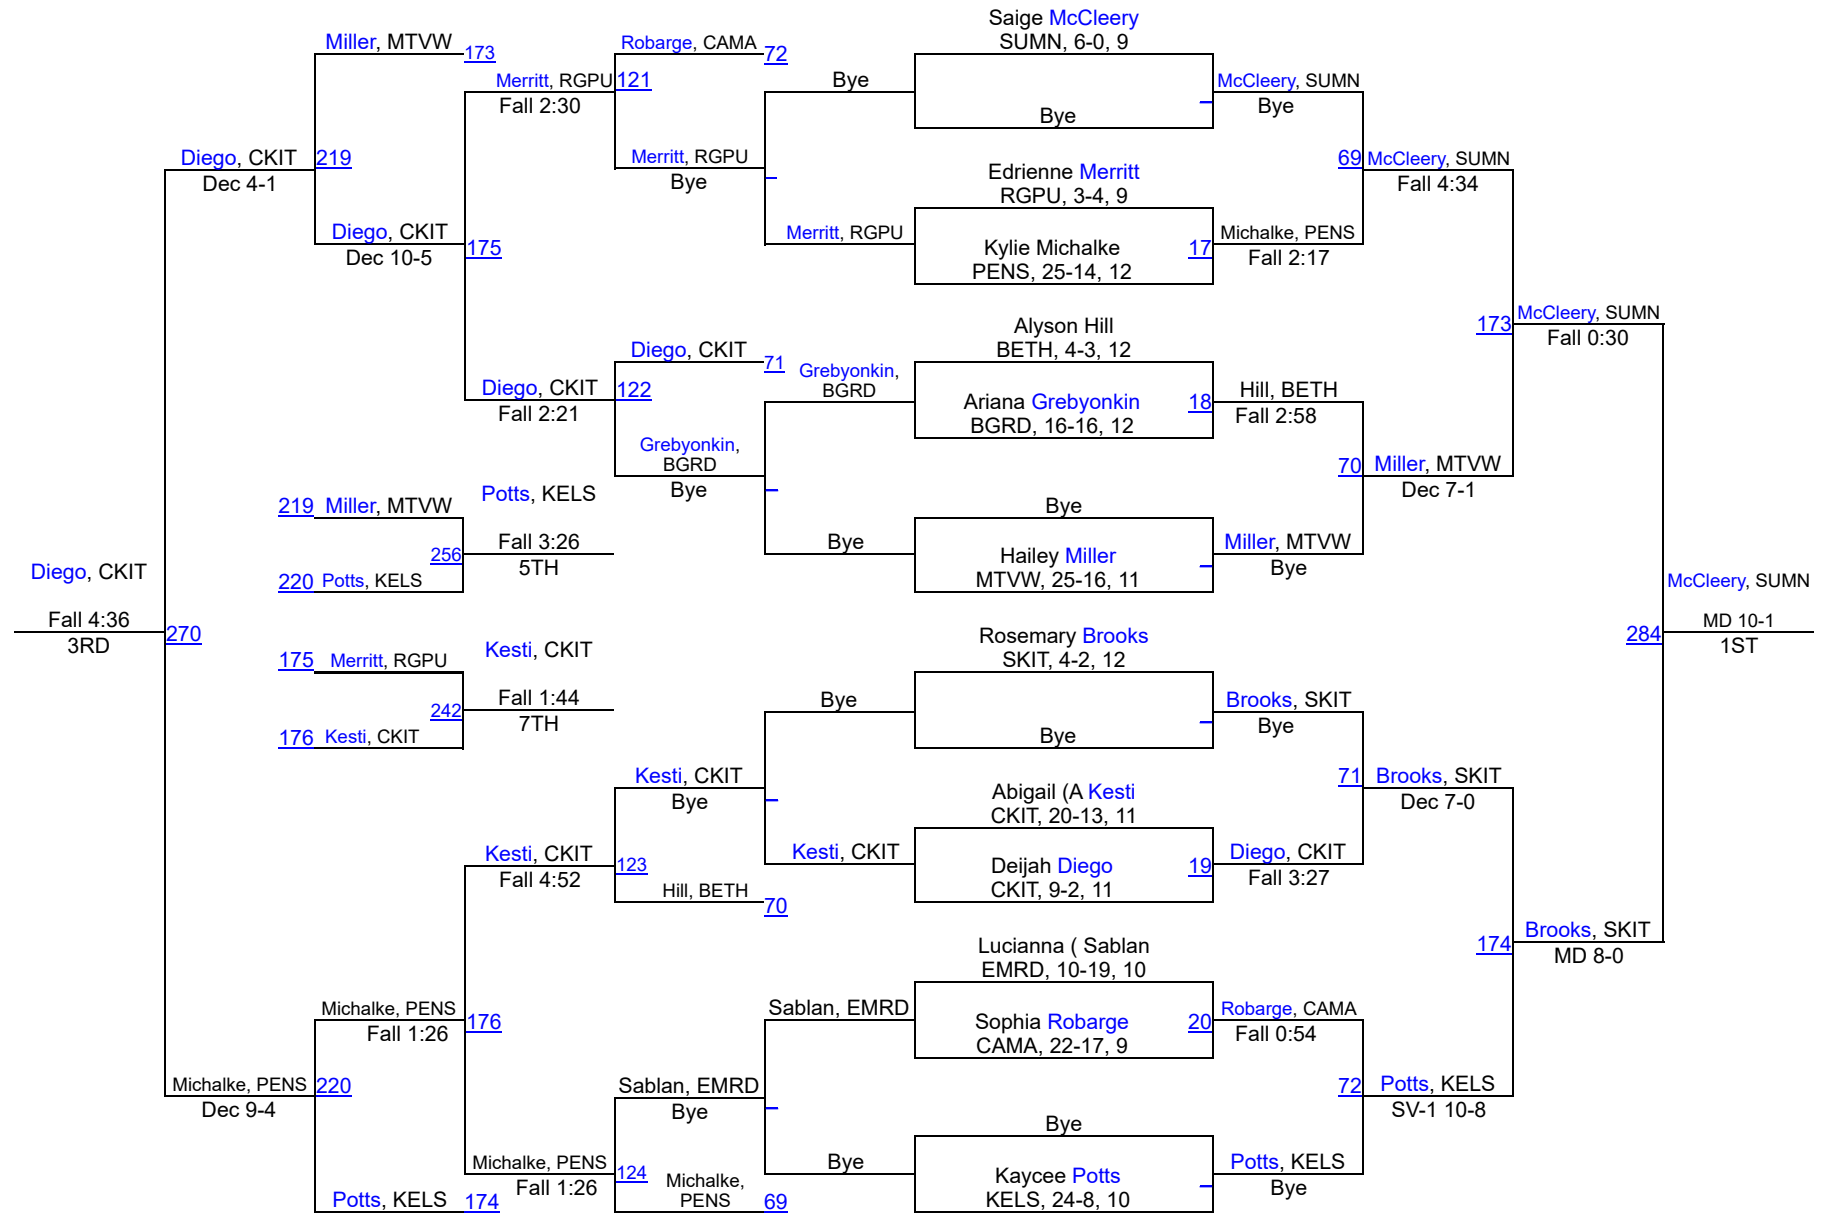 Saige McCleery
SUMN, 6-0, 9
Miller, MTVW 173
Robarge, CAMA 72
Merritt, RGPU 121
Fall 2:30
Bye
McCleery, SUMN
Bye
Bye
Diego, CKIT 219
Dec 4-1
Merritt, RGPU
Bye
Edrienne Merritt
RGPU, 3-4, 9
69 McCleery, SUMN
Fall 4:34
Diego, CKIT
Dec 10-5
175
Merritt, RGPU
Kylie Michalke
PENS, 25-14, 12
17
Michalke, PENS
Fall 2:17
Alyson Hill
BETH, 4-3, 12
173 McCleery, SUMN
Fall 0:30
Diego, CKIT 71
Grebyonkin,
BGRD
Diego, CKIT 122
Fall 2:21
Ariana Grebyonkin
BGRD, 16-16, 12
18
Hill, BETH
Fall 2:58
Grebyonkin,
BGRD
Bye
70 Miller, MTVW
Dec 7-1
219 Miller, MTVW
Potts, KELS
Bye
256
Fall 3:26
5TH
Bye
Hailey Miller
MTVW, 25-16, 11
Miller, MTVW
Bye
220 Potts, KELS
Diego, CKIT
Fall 4:36
3RD
270
McCleery, SUMN
284
MD 10-1
1ST
Rosemary Brooks
SKIT, 4-2, 12
175 Merritt, RGPU
Kesti, CKIT
242
Fall 1:44
7TH
176 Kesti, CKIT
Bye
Brooks, SKIT
Bye
Bye
Kesti, CKIT
Bye
Abigail (A Kesti
CKIT, 20-13, 11
71 Brooks, SKIT
Dec 7-0
Kesti, CKIT
Fall 4:52
123
Kesti, CKIT
Deijah Diego
CKIT, 9-2, 11
19
Diego, CKIT
Fall 3:27
Hill, BETH 70
Lucianna ( Sablan
EMRD, 10-19, 10
174 Brooks, SKIT
MD 8-0
Michalke, PENS
Fall 1:26
176
Sablan, EMRD
Sophia Robarge
CAMA, 22-17, 9
20
Robarge, CAMA
Fall 0:54
Michalke, PENS 220
Dec 9-4
Sablan, EMRD
Bye
72 Potts, KELS
SV-1 10-8
Bye
Michalke, PENS
Fall 1:26
124
Michalke,
PENS
69
Bye
Kaycee Potts
KELS, 24-8, 10
Potts, KELS
Bye
Potts, KELS 174